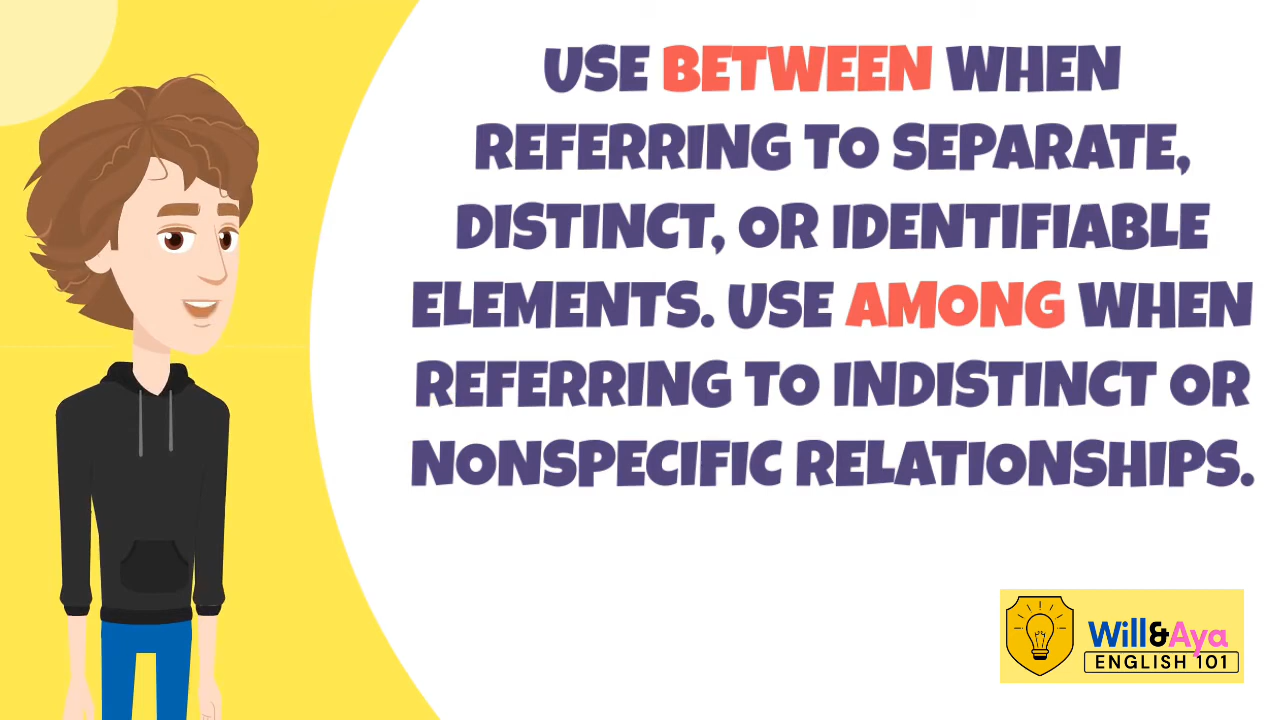 USE BETWEEN WHEN
REFERRING TO SEPARATE,
DISTINCT, OR IDENTIFIABLE
ELEMENTS. USE AMONG WHEN
REFERRING TO INDISTINCT OR
NONSPECIFIC RELATIONSHIPS.
Will&Aya
ENGLISH 101